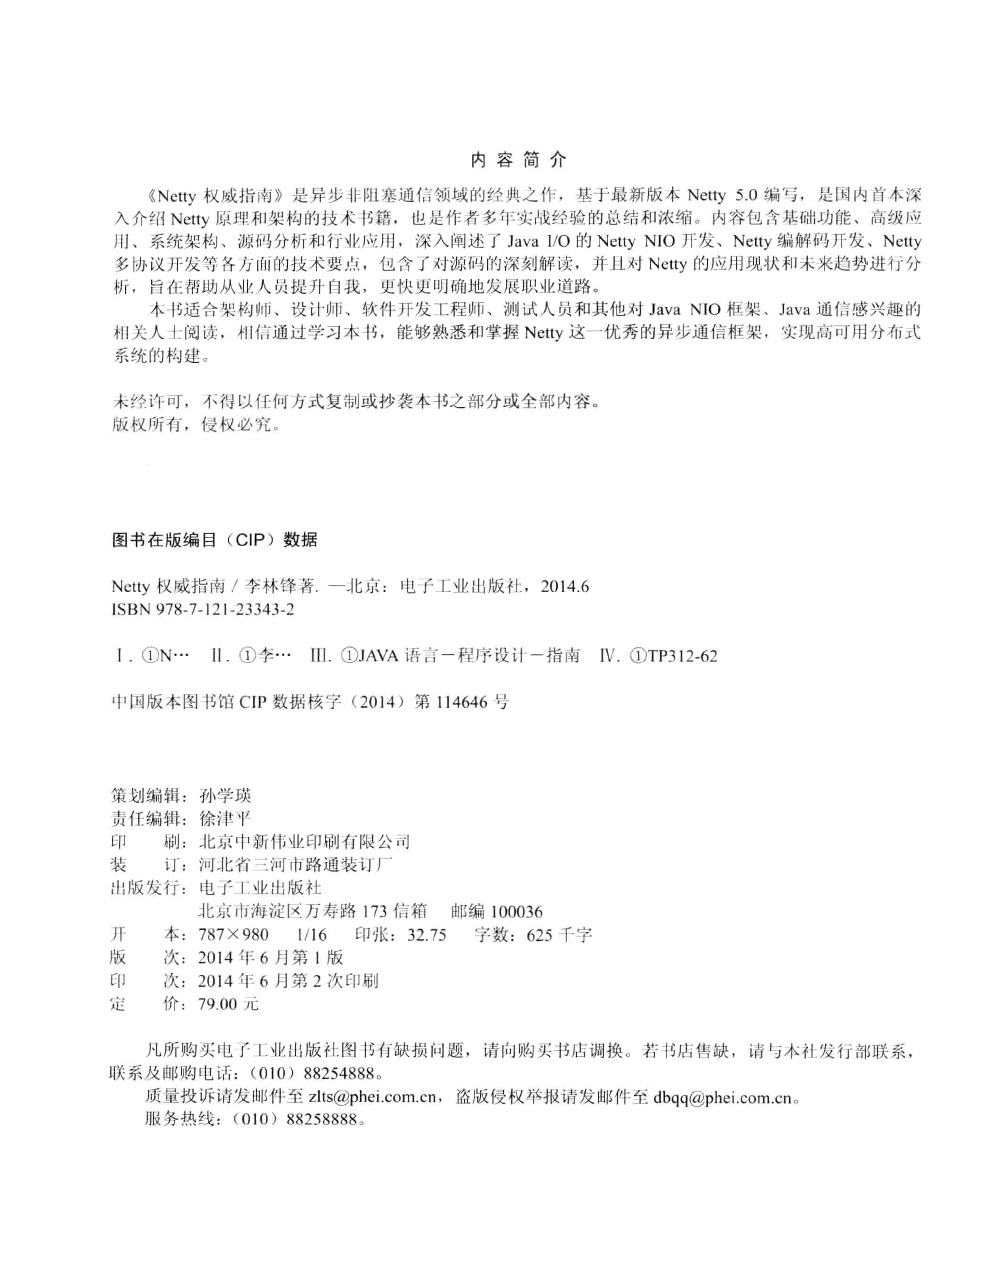 内 容 简 介
《Netty 权威指南》是异步非阻塞通信领域的经典之作，基于最新版本 Netty 5.0 编写，是国内首本深
入介绍 Netty 原理和架构的技术书籍，也是作者多年实战经验的总结和浓缩。内容包含基础功能、高级应
用、系统架构、源码分析和行业应用，深入阐述了 Java I/O 的 Netty NIO 开发、Netty 编解码开发、Netty
多协议开发等各方面的技术要点，包含了对源码的深刻解读，并且对 Netty 的应用现状和未来趋势进行分
析，旨在帮助从业人员提升自我，更快更明确地发展职业道路。
本书适合架构师、设计师、软件开发工程师、测试人员和其他对 Java NIO 框架、Java 通信感兴趣的
相关人士阅读，相信通过学习本书，能够熟悉和掌握 Netty 这一优秀的异步通信框架，实现高可用分布式
系统的构建。
未经许可，不得以任何方式复制或抄袭本书之部分或全部内容。
版权所有，侵权必究。
图书在版编目（CIP）数据
Netty 权威指南 / 李林锋著. —北京：电子工业出版社，2014.6
ISBN 978-7-121-23343-2
Ⅰ. ①N… Ⅱ. ①李… Ⅲ. ①JAVA 语言－程序设计－指南 Ⅳ. ①TP312-62
中国版本图书馆 CIP 数据核字（2014）第 114646 号
策划编辑：孙学瑛
责任编辑：徐津平
印 刷：北京中新伟业印刷有限公司
装 订：河北省三河市路通装订厂
出版发行：电子工业出版社
北京市海淀区万寿路 173 信箱 邮编 100036
开 本：787×980 1/16 印张：32.75 字数：625 千字
版 次：2014 年 6 月第 1 版
印 次：2014 年 6 月第 2 次印刷
定 价：79.00 元
凡所购买电子工业出版社图书有缺损问题，请向购买书店调换。若书店售缺，请与本社发行部联系，
联系及邮购电话：（010）88254888。
质量投诉请发邮件至 zlts@phei.com.cn，盗版侵权举报请发邮件至 dbqq@phei.com.cn。
服务热线：（010）88258888。